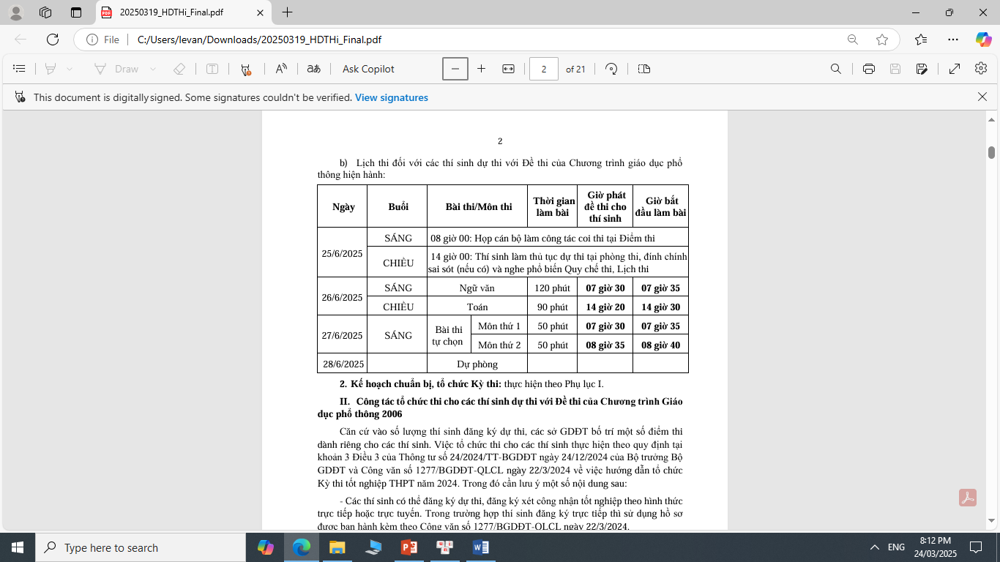 20250319_HDTHi_Final.pdf
File
C:/Users/levan/Downloads/20250319_HDTHi_Final.pdf
Draw
Ask Copilot
2
of 21
This document is digitally signed. Some signatures couldn't be verified. View signatures
2
b) Lịch thi đối với các thí sinh dự thi với Đề thi của Chương trình giáo dục phổ
thông hiện hành:
Ngày Buổi Bài thi/Môn thi Thời gian làm bài Giờ phát đề thi cho thí sinh Giờ bắt đầu làm bài
25/6/2025 SÁNG 08 giờ 00: Họp cán bộ làm công tác coi thi tại Điểm thi
CHIỀU 14 giờ 00: Thí sinh làm thủ tục dự thi tại phòng thi, đính chính
sai sót (nếu có) và nghe phổ biến Quy chế thi, Lịch thi
26/6/2025 SÁNG Ngữ văn 120 phút 07 giờ 30 07 giờ 35
CHIỀU Toán 90 phút 14 giờ 20 14 giờ 30
27/6/2025 SÁNG Bài thi tự chọn Môn thứ 1 50 phút 07 giờ 30 07 giờ 35
Môn thứ 2 50 phút 08 giờ 35 08 giờ 40
28/6/2025 Dự phòng
2. Kế hoạch chuẩn bị, tổ chức Kỳ thi: thực hiện theo Phụ lục I.
II. Công tác tổ chức thi cho các thí sinh dự thi với Đề thi của Chương trình Giáo
dục phổ thông 2006
Căn cứ vào số lượng thí sinh đăng ký dự thi, các sở GDĐT bố trí một số điểm thi
dành riêng cho các thí sinh. Việc tổ chức thi cho các thí sinh thực hiện theo quy định tại
khoản 3 Điều 3 của Thông tư số 24/2024/TT-BGDĐT ngày 24/12/2024 của Bộ trưởng Bộ
GDĐT và Công văn số 1277/BGDĐT-QLCL ngày 22/3/2024 về việc hướng dẫn tổ chức
Kỳ thi tốt nghiệp THPT năm 2024. Trong đó cần lưu ý một số nội dung sau:
- Các thí sinh có thể đăng ký dự thi, đăng ký xét công nhận tốt nghiệp theo hình thức
trực tiếp hoặc trực tuyến. Trong trường hợp thí sinh đăng ký trực tiếp thì sử dụng hồ sơ
được ban hành kèm theo Công văn số 1277/BGDĐT-QLCL ngày 22/3/2024.
Type here to search
ENG
8:12 PM
24/03/2025